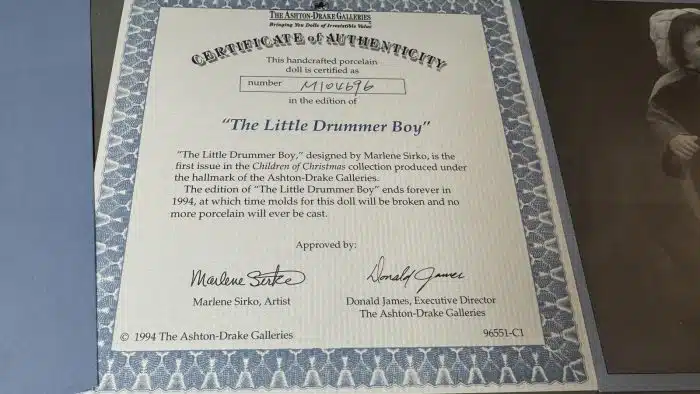 THE ASHTON-DRAKE GALLERIES
Bringing You Dolls of Irresistible Value
CERTIFICATE of AUTHENTICITY
This handcrafted porcelain
doll is certified as
number M104696
in the edition of
"The Little Drummer Boy"
"The Little Drummer Boy," designed by Marlene Sirko, is the
first issue in the Children of Christmas collection produced under
the hallmark of the Ashton-Drake Galleries.
The edition of "The Little Drummer Boy" ends forever in
1994, at which time molds for this doll will be broken and no
more porcelain will ever be cast.
Approved by:
Marlene Sirko Donald James
Marlene Sirko, Artist Donald James, Executive Director
The Ashton-Drake Galleries
© 1994 The Ashton-Drake Galleries 96551-C1